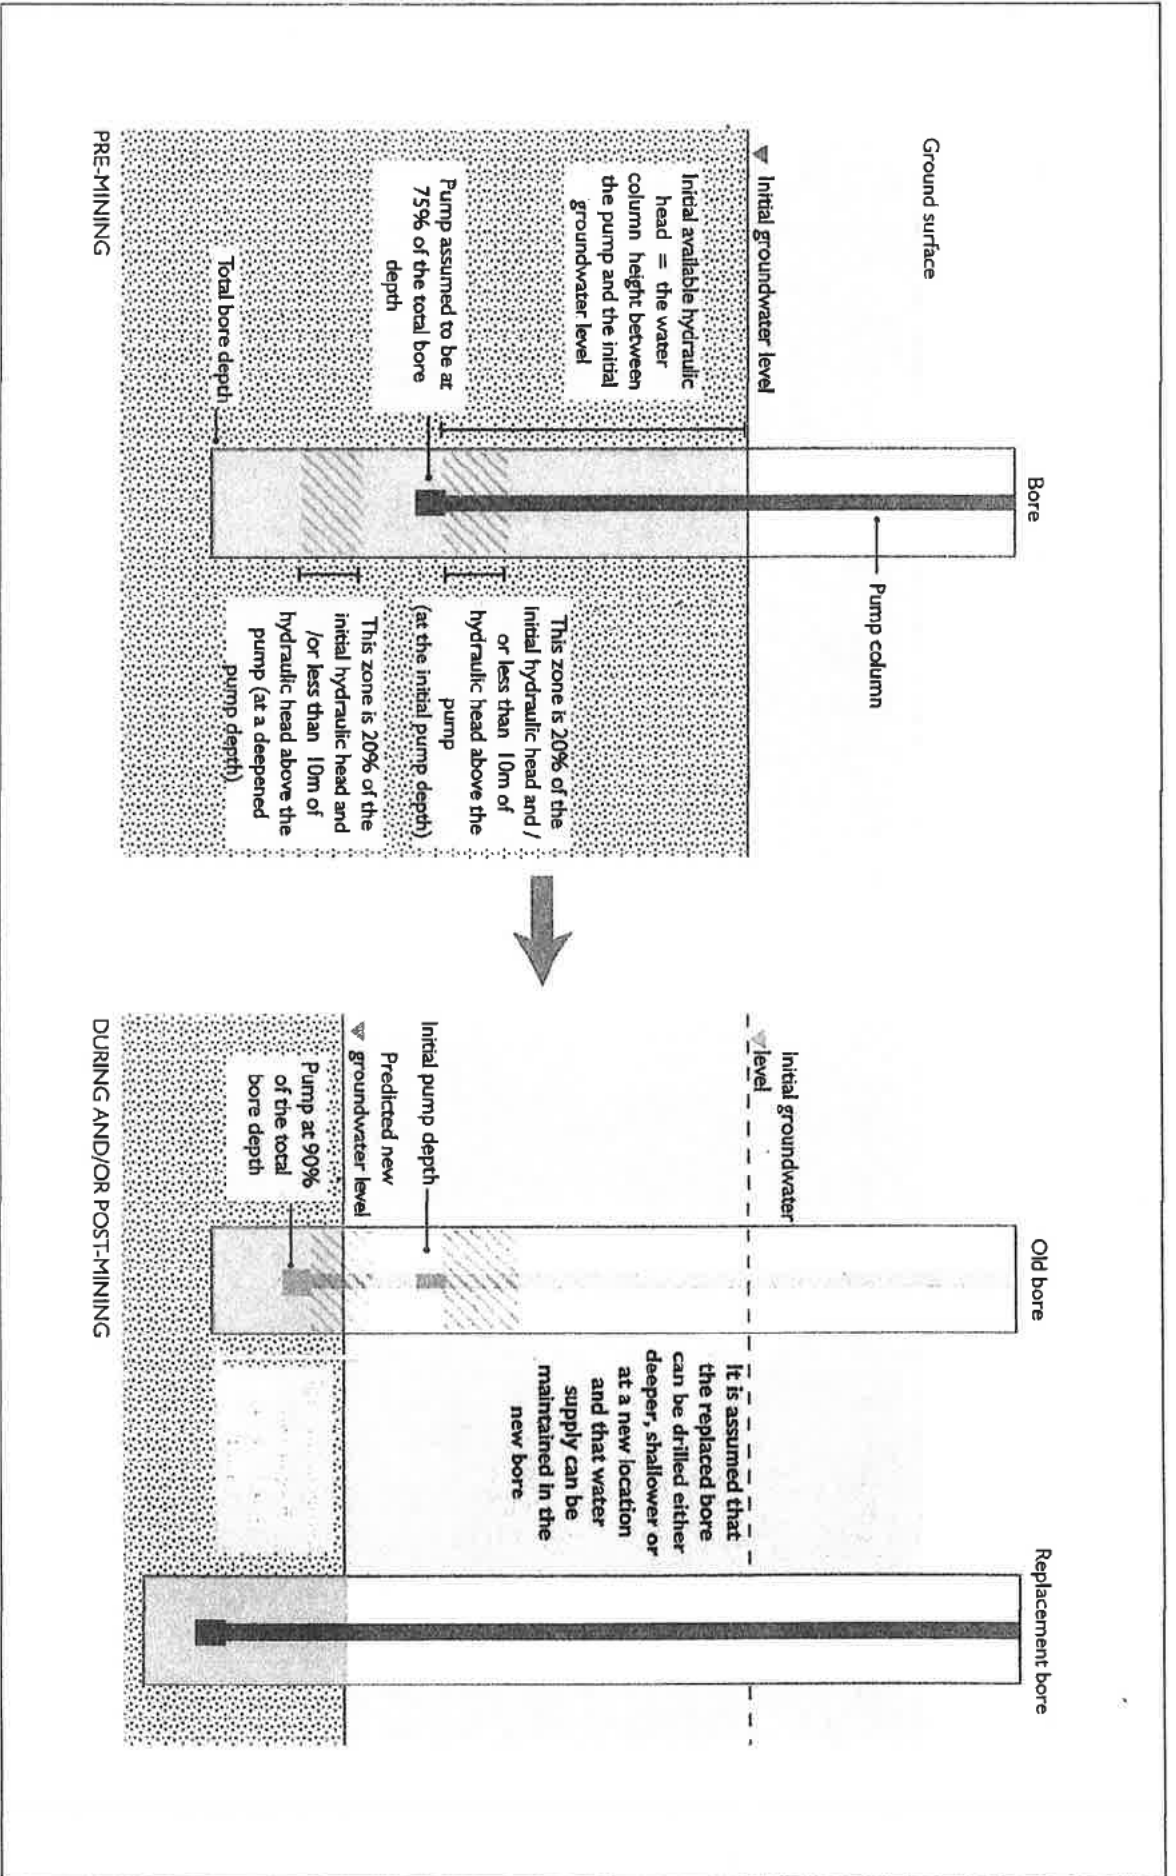 Bore
Ground surface
Pump column
Initial groundwater level
Initial available hydraulic
head = the water
column height between
the pump and the initial
groundwater level
Pump assumed to be at
75% of the total bore
depth
Total bore depth
This zone is 20% of the
initial hydraulic head and /
or less than 10m of
hydraulic head above the
pump
(at the initial pump depth)
This zone is 20% of the
initial hydraulic head and
/or less than 10m of
hydraulic head above the
pump (at a deepened
pump depth)
PRE-MINING
Old bore
Replacement bore
Initial groundwater
level
It is assumed that
the replaced bore
can be drilled either
deeper, shallower or
at a new location
and that water
supply can be
maintained in the
new bore
Initial pump depth
Predicted new
groundwater level
Pump at 90%
of the total
bore depth
DURING AND/OR POST-MINING